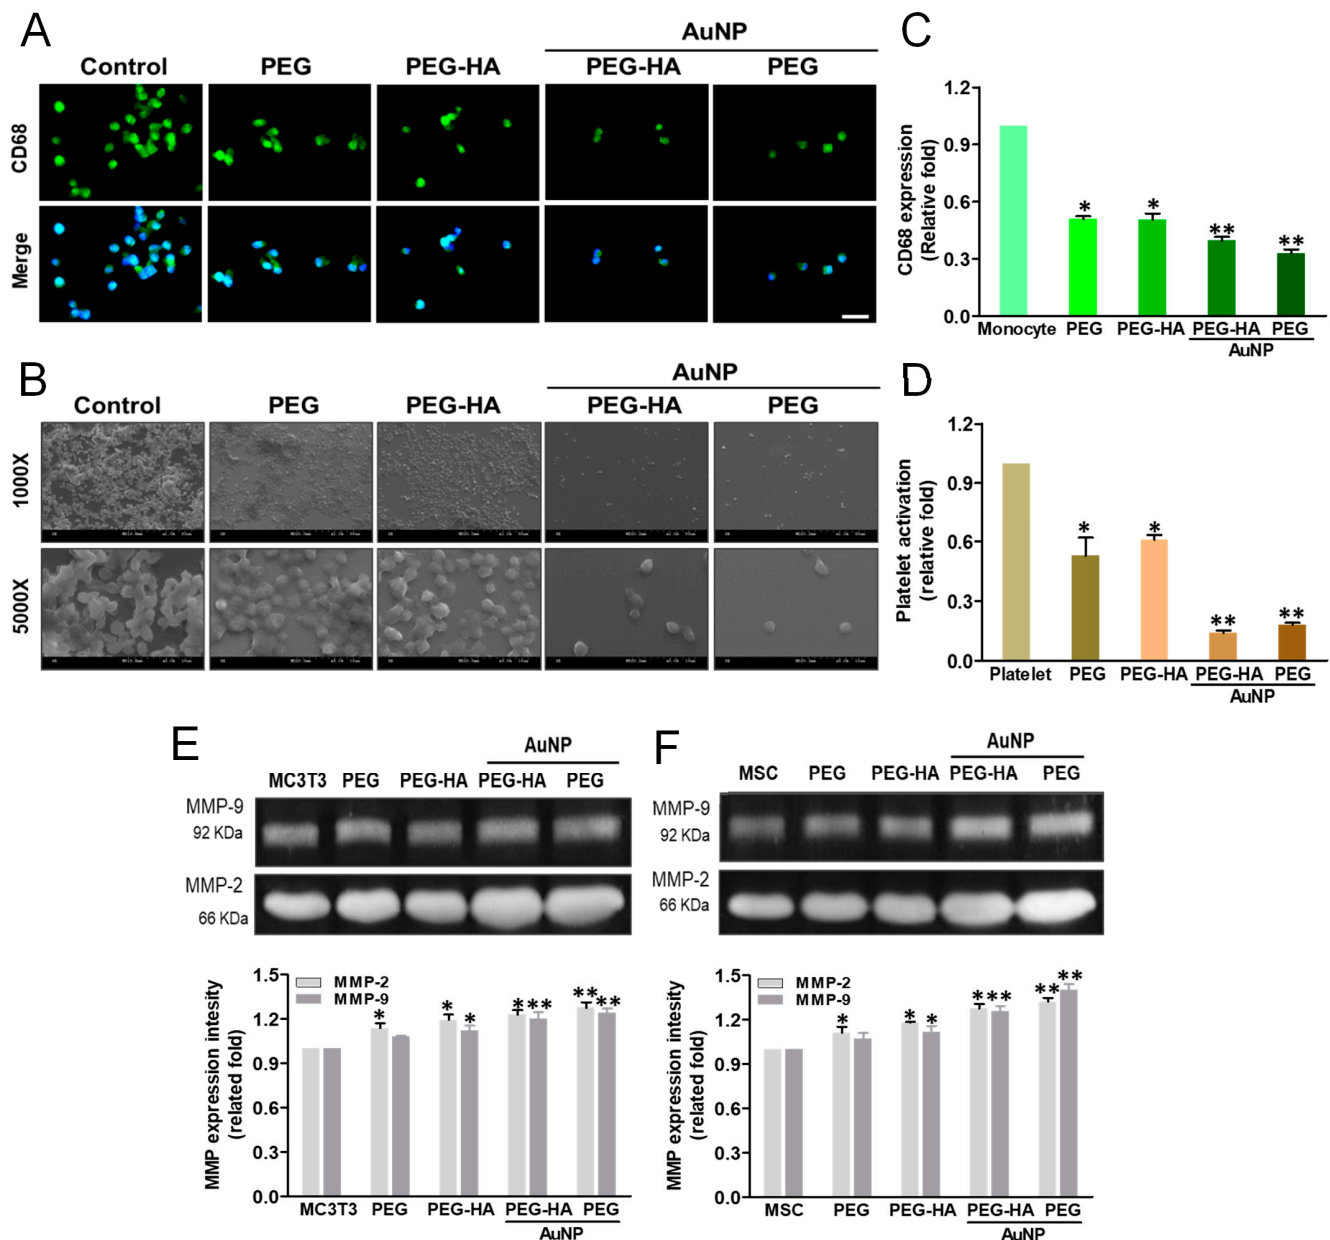 A
AuNP
Control PEG PEG-HA PEG-HA PEG
CD68
Merge
C
CD68 expression
(Relative fold)
1.2
0.9
0.6
0.3
0.0
* * ** **
Monocyte PEG PEG-HA PEG-HA PEG
AuNP
B
AuNP
Control PEG PEG-HA PEG-HA PEG
1000X
5000X
D
Platelet activation
(relative fold)
1.2
0.9
0.6
0.3
0.0
* * ** **
Platelet PEG PEG-HA PEG-HA PEG
AuNP
E
AuNP
MC3T3 PEG PEG-HA PEG-HA PEG
MMP-9
92 KDa
MMP-2
66 KDa
MMP expression intesity
(related fold)
1.5
1.2
0.9
0.6
0.3
0.0
MMP-2
MMP-9
* * * * ** ** **
MC3T3 PEG PEG-HA PEG-HA PEG
AuNP
F
AuNP
MSC PEG PEG-HA PEG-HA PEG
MMP-9
92 KDa
MMP-2
66 KDa
MMP expression intesity
(related fold)
1.5
1.2
0.9
0.6
0.3
0.0
MMP-2
MMP-9
* * * * ** ** **
MSC PEG PEG-HA PEG-HA PEG
AuNP